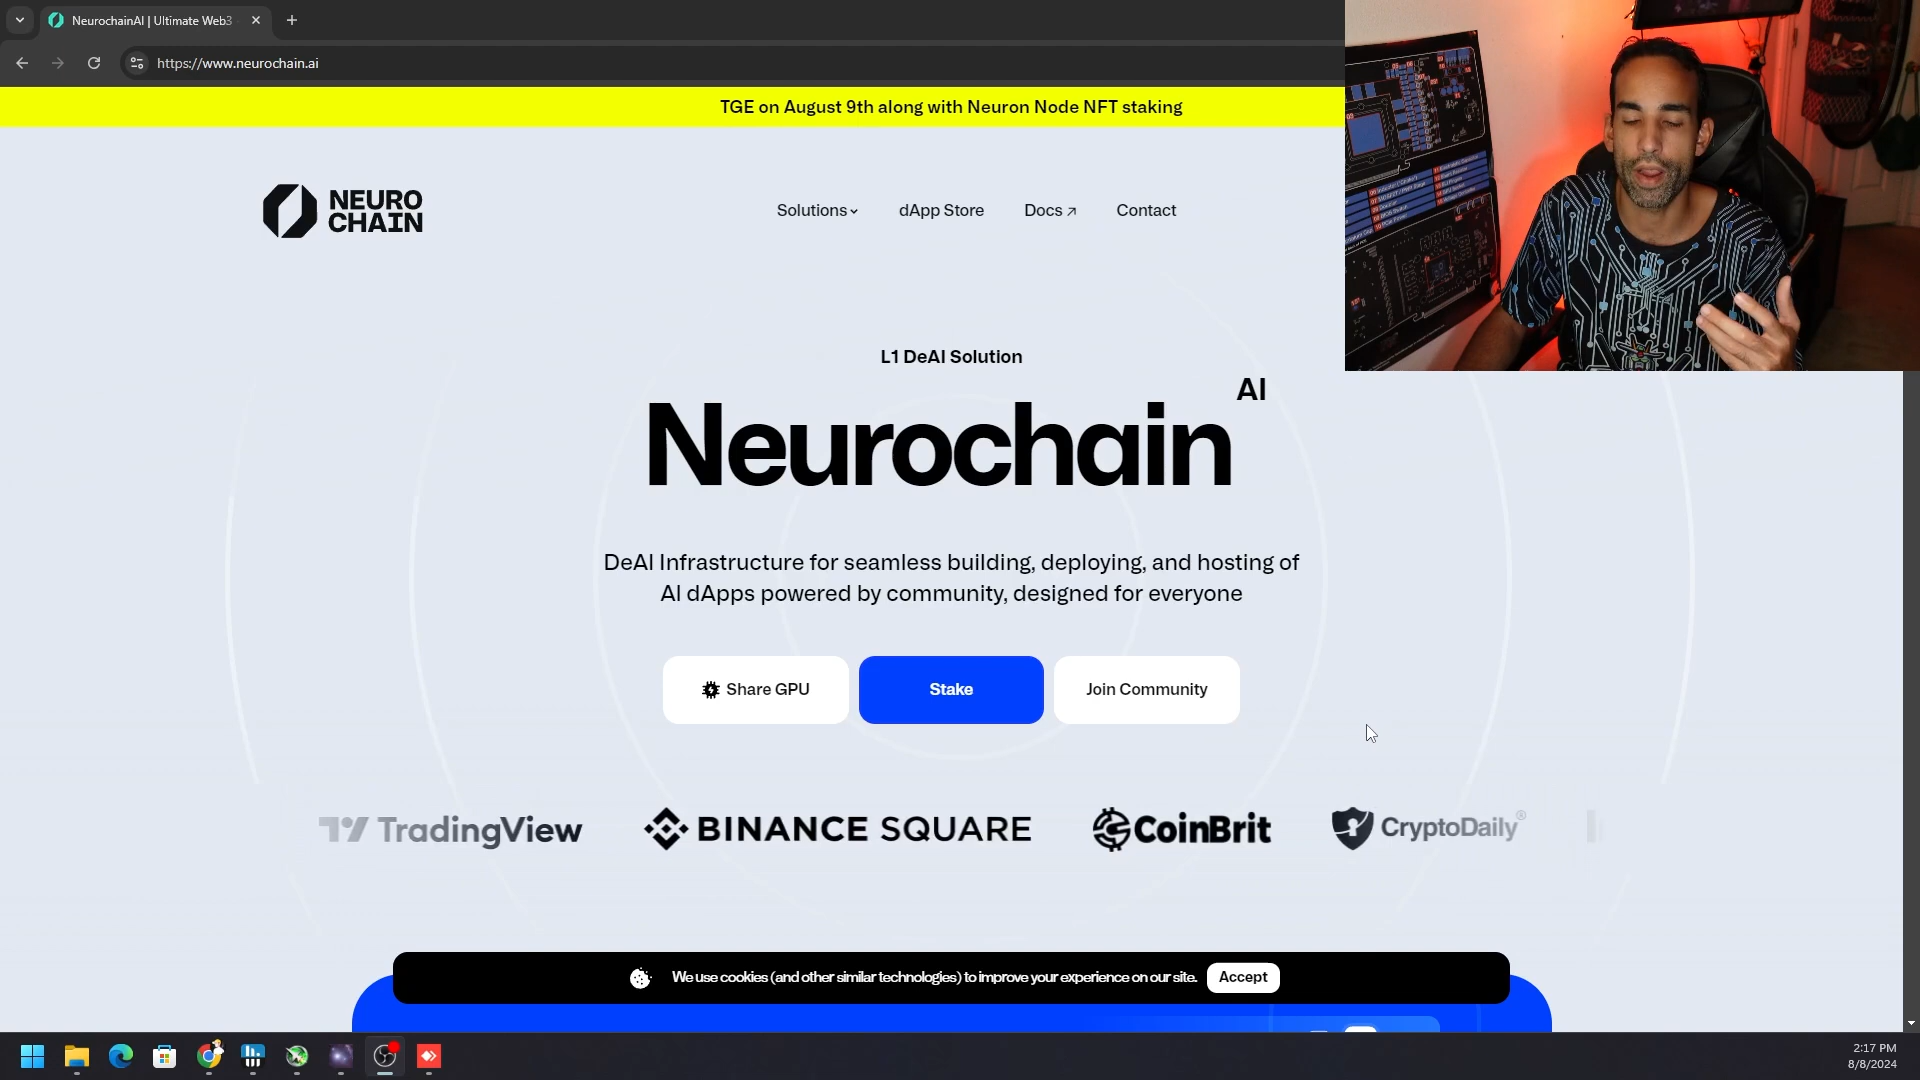 NeurochainAI | Ultimate Web3
https://www.neurochain.ai
TGE on August 9th along with Neuron Node NFT staking
NEURO
CHAIN
Solutions
dApp Store
Docs ↗
Contact
L1 DeAI Solution
Neurochain AI
DeAI Infrastructure for seamless building, deploying, and hosting of
AI dApps powered by community, designed for everyone
Share GPU
Stake
Join Community
TradingView
BINANCE SQUARE
CoinBrit
CryptoDaily®
We use cookies (and other similar technologies) to improve your experience on our site.
Accept
2:17 PM
8/8/2024